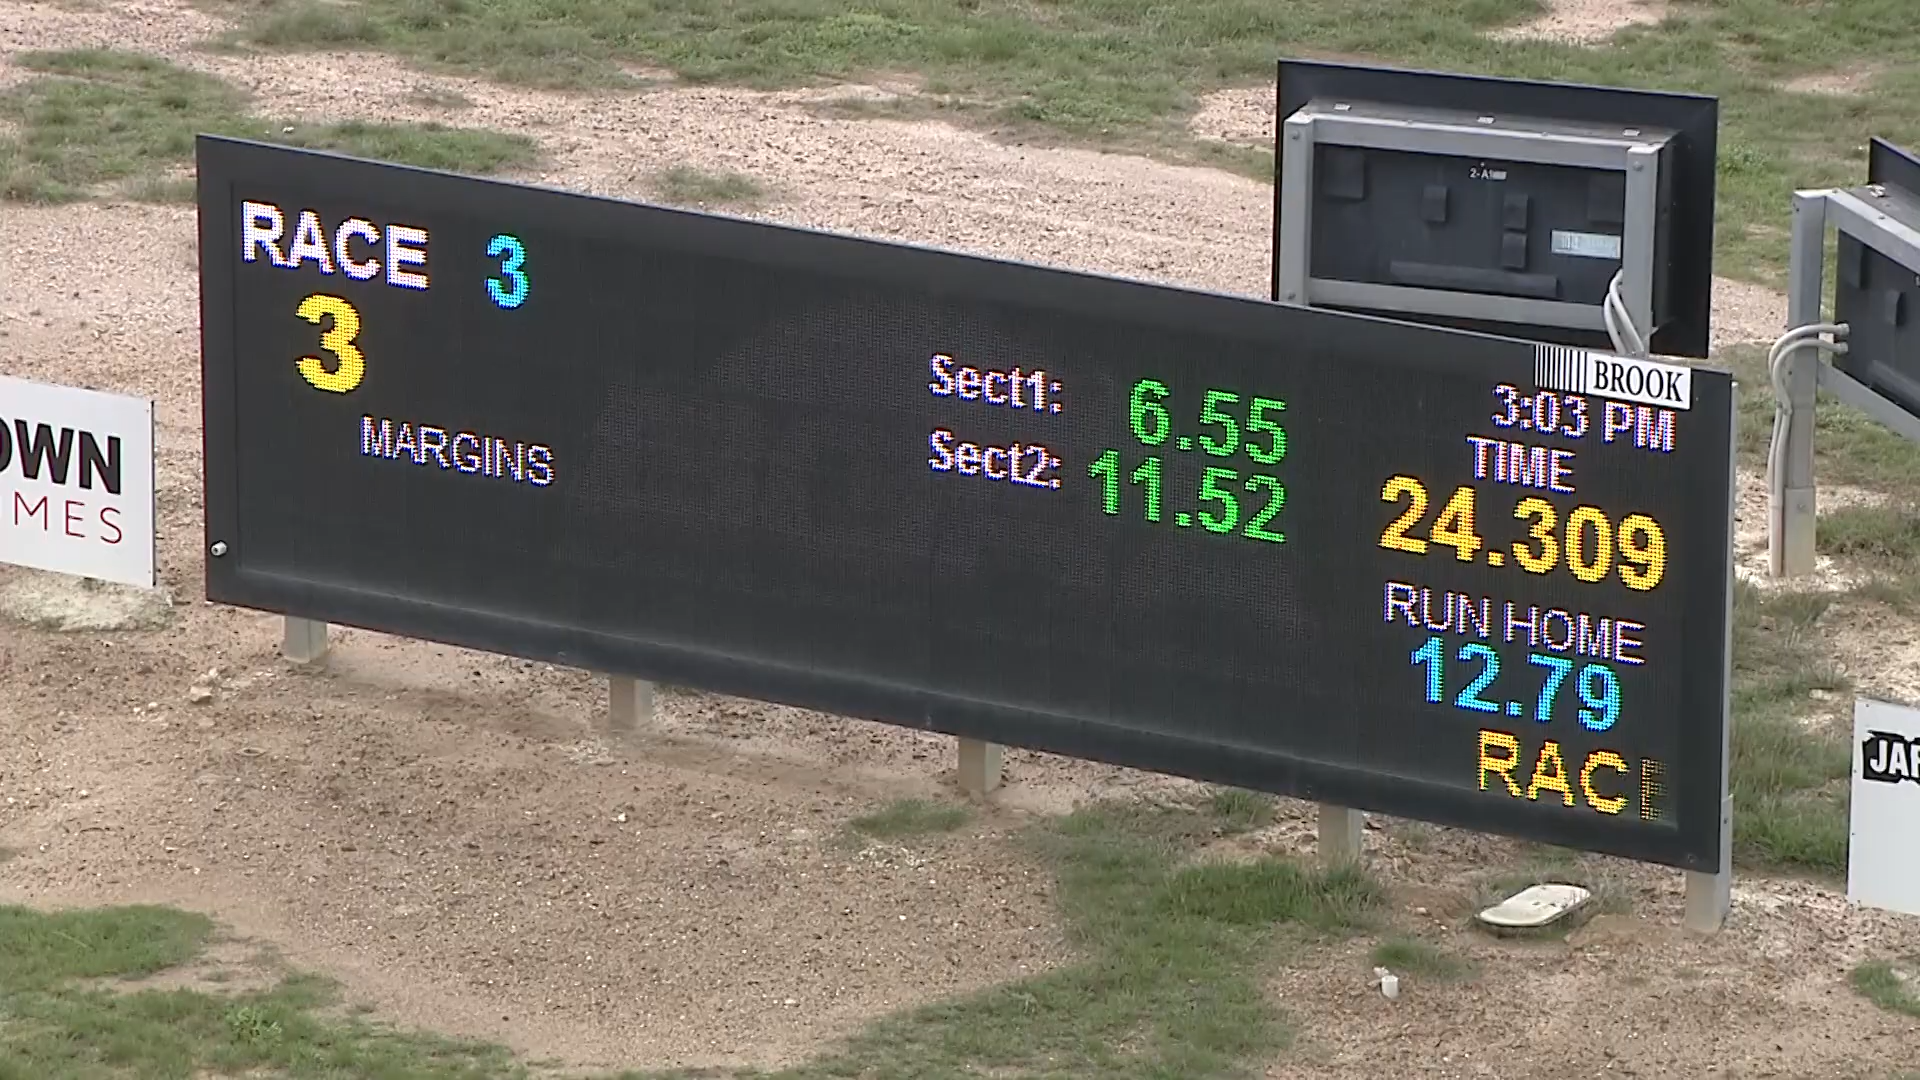 RACE 3
3
MARGINS
Sect1: 6.55
Sect2: 11.52
BROOK
3:03 PM
TIME
24.309
RUN HOME
12.79
RACE
OWN
MES
JAR